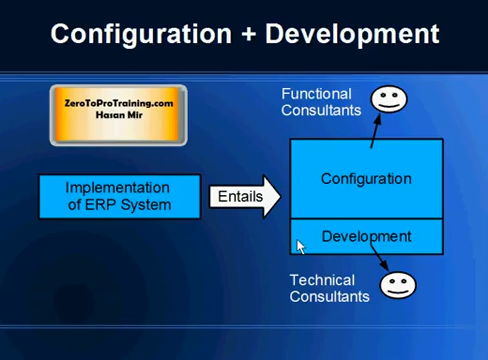 Configuration + Development
ZeroToProTraining.com
Hasan Mir
Functional
Consultants
Implementation
of ERP System
Entails
Configuration
Development
Technical
Consultants